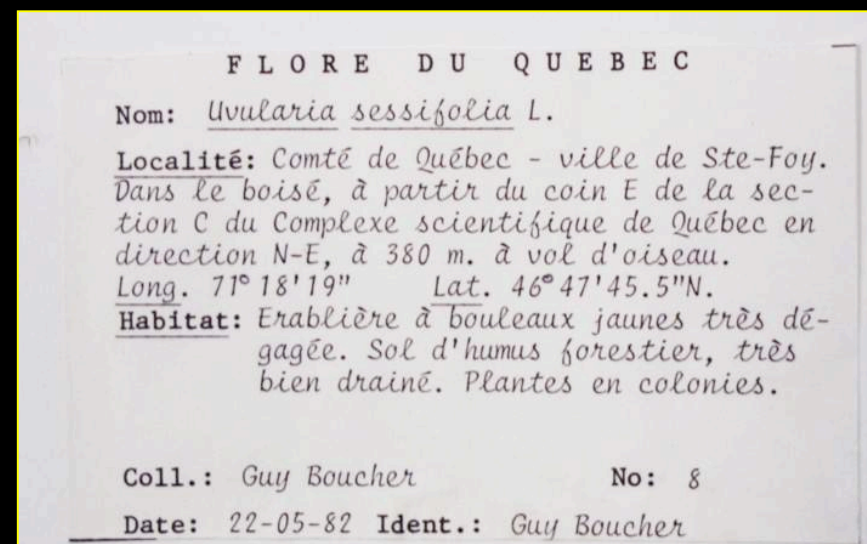 FLORE DU QUEBEC
Nom: Uvularia sessifolia L.
Localité: Comté de Québec - ville de Ste-Foy.
Dans le boisé, à partir du coin E de la sec-
tion C du Complexe scientifique de Québec en
direction N-E, à 380 m. à vol d'oiseau.
Long. 71° 18' 19" Lat. 46° 47' 45.5"N.
Habitat: Erablière à bouleaux jaunes très dé-
gagée. Sol d'humus forestier, très
bien drainé. Plantes en colonies.
Coll.: Guy Boucher No: 8
Date: 22-05-82 Ident.: Guy Boucher